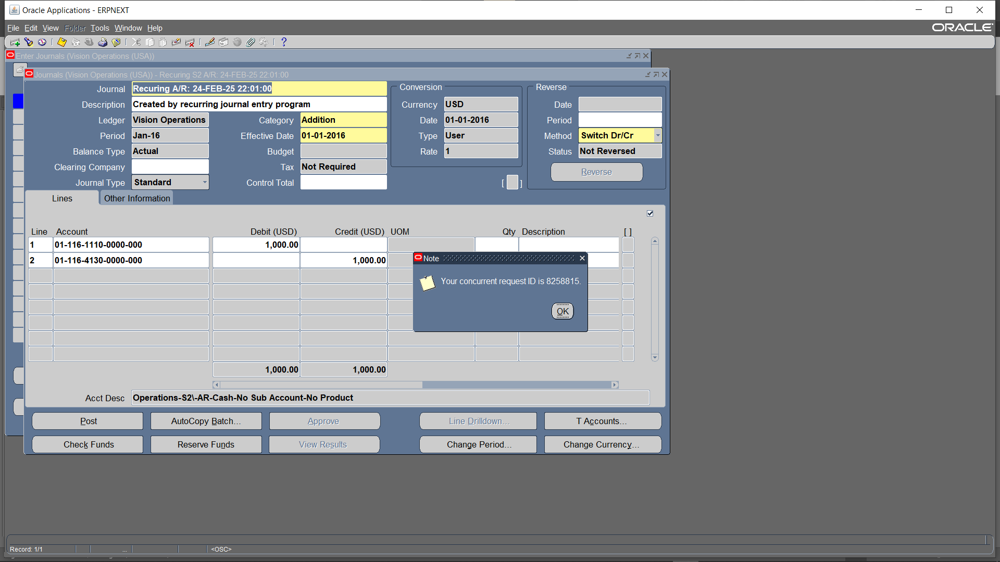 Oracle Applications - ERPNEXT
File Edit View Folder Tools Window Help
ORACLE
Enter Journals (Vision Operations (USA))
Journals (Vision Operations (USA)) - Recuring S2 A/R: 24-FEB-25 22:01:00
Journal Recuring A/R: 24-FEB-25 22:01:00
Description Created by recurring journal entry program
Ledger Vision Operations Category Addition
Period Jan-16 Effective Date 01-01-2016
Balance Type Actual Budget
Clearing Company Tax Not Required
Journal Type Standard Control Total
Conversion
Currency USD
Date 01-01-2016
Type User
Rate 1
[ ]
Reverse
Date
Period
Method Switch Dr/Cr
Status Not Reversed
Reverse
Lines Other Information
Line Account Debit (USD) Credit (USD) UOM Qty Description [ ]
1 01-116-1110-0000-000 1,000.00
2 01-116-4130-0000-000 1,000.00
1,000.00 1,000.00
Note
Your concurrent request ID is 8258815.
OK
Acct Desc Operations-S2\-AR-Cash-No Sub Account-No Product
Post AutoCopy Batch... Approve Line Drilldown... T Accounts...
Check Funds Reserve Funds View Results Change Period... Change Currency...
Record: 1/1 ... <OSC>